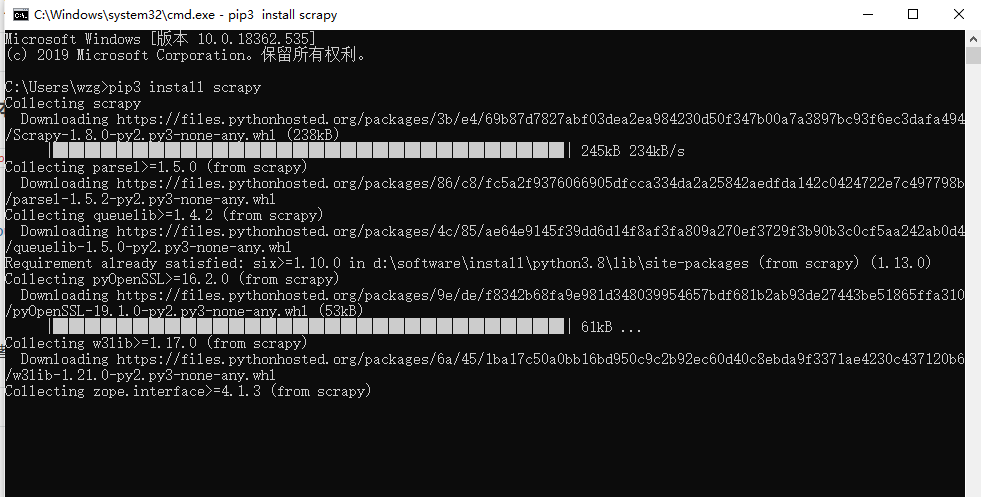 C:\Windows\system32\cmd.exe - pip3 install scrapy
Microsoft Windows [版本 10.0.18362.535]
(c) 2019 Microsoft Corporation。保留所有权利。
C:\Users\wzg>pip3 install scrapy
Collecting scrapy
Downloading https://files.pythonhosted.org/packages/3b/e4/69b87d7827abf03dea2ea984230d50f347b00a7a3897bc93f6ec3dafa494
/Scrapy-1.8.0-py2.py3-none-any.whl (238kB)
|████████████████████████████████| 245kB 234kB/s
Collecting parsel>=1.5.0 (from scrapy)
Downloading https://files.pythonhosted.org/packages/86/c8/fc5a2f9376066905dfcca334da2a25842aedfda142c0424722e7c497798b
/parsel-1.5.2-py2.py3-none-any.whl
Collecting queuelib>=1.4.2 (from scrapy)
Downloading https://files.pythonhosted.org/packages/4c/85/ae64e9145f39dd6d14f8af3fa809a270ef3729f3b90b3c0cf5aa242ab0d4
/queuelib-1.5.0-py2.py3-none-any.whl
Requirement already satisfied: six>=1.10.0 in d:\software\install\python3.8\lib\site-packages (from scrapy) (1.13.0)
Collecting pyOpenSSL>=16.2.0 (from scrapy)
Downloading https://files.pythonhosted.org/packages/9e/de/f8342b68fa9e981d348039954657bdf681b2ab93de27443be51865ffa310
/pyOpenSSL-19.1.0-py2.py3-none-any.whl (53kB)
|████████████████████████████████| 61kB ...
Collecting w3lib>=1.17.0 (from scrapy)
Downloading https://files.pythonhosted.org/packages/6a/45/1ba17c50a0bb16bd950c9c2b92ec60d40c8ebda9f3371ae4230c437120b6
/w3lib-1.21.0-py2.py3-none-any.whl
Collecting zope.interface>=4.1.3 (from scrapy)